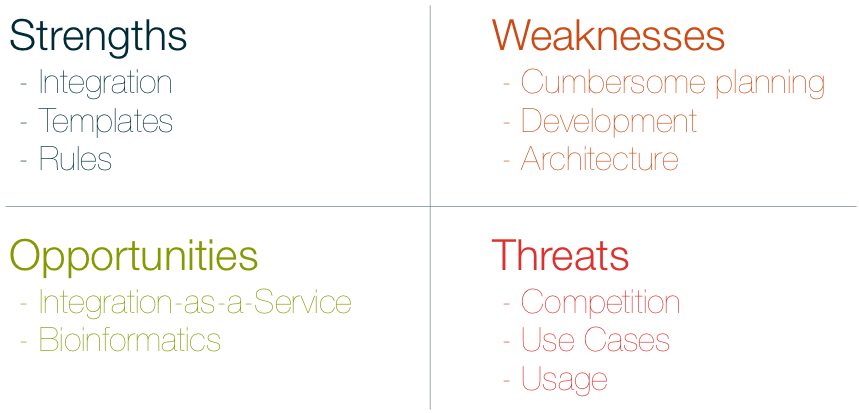 Strengths
- Integration
- Templates
- Rules
Weaknesses
- Cumbersome planning
- Development
- Architecture
Opportunities
- Integration-as-a-Service
- Bioinformatics
Threats
- Competition
- Use Cases
- Usage